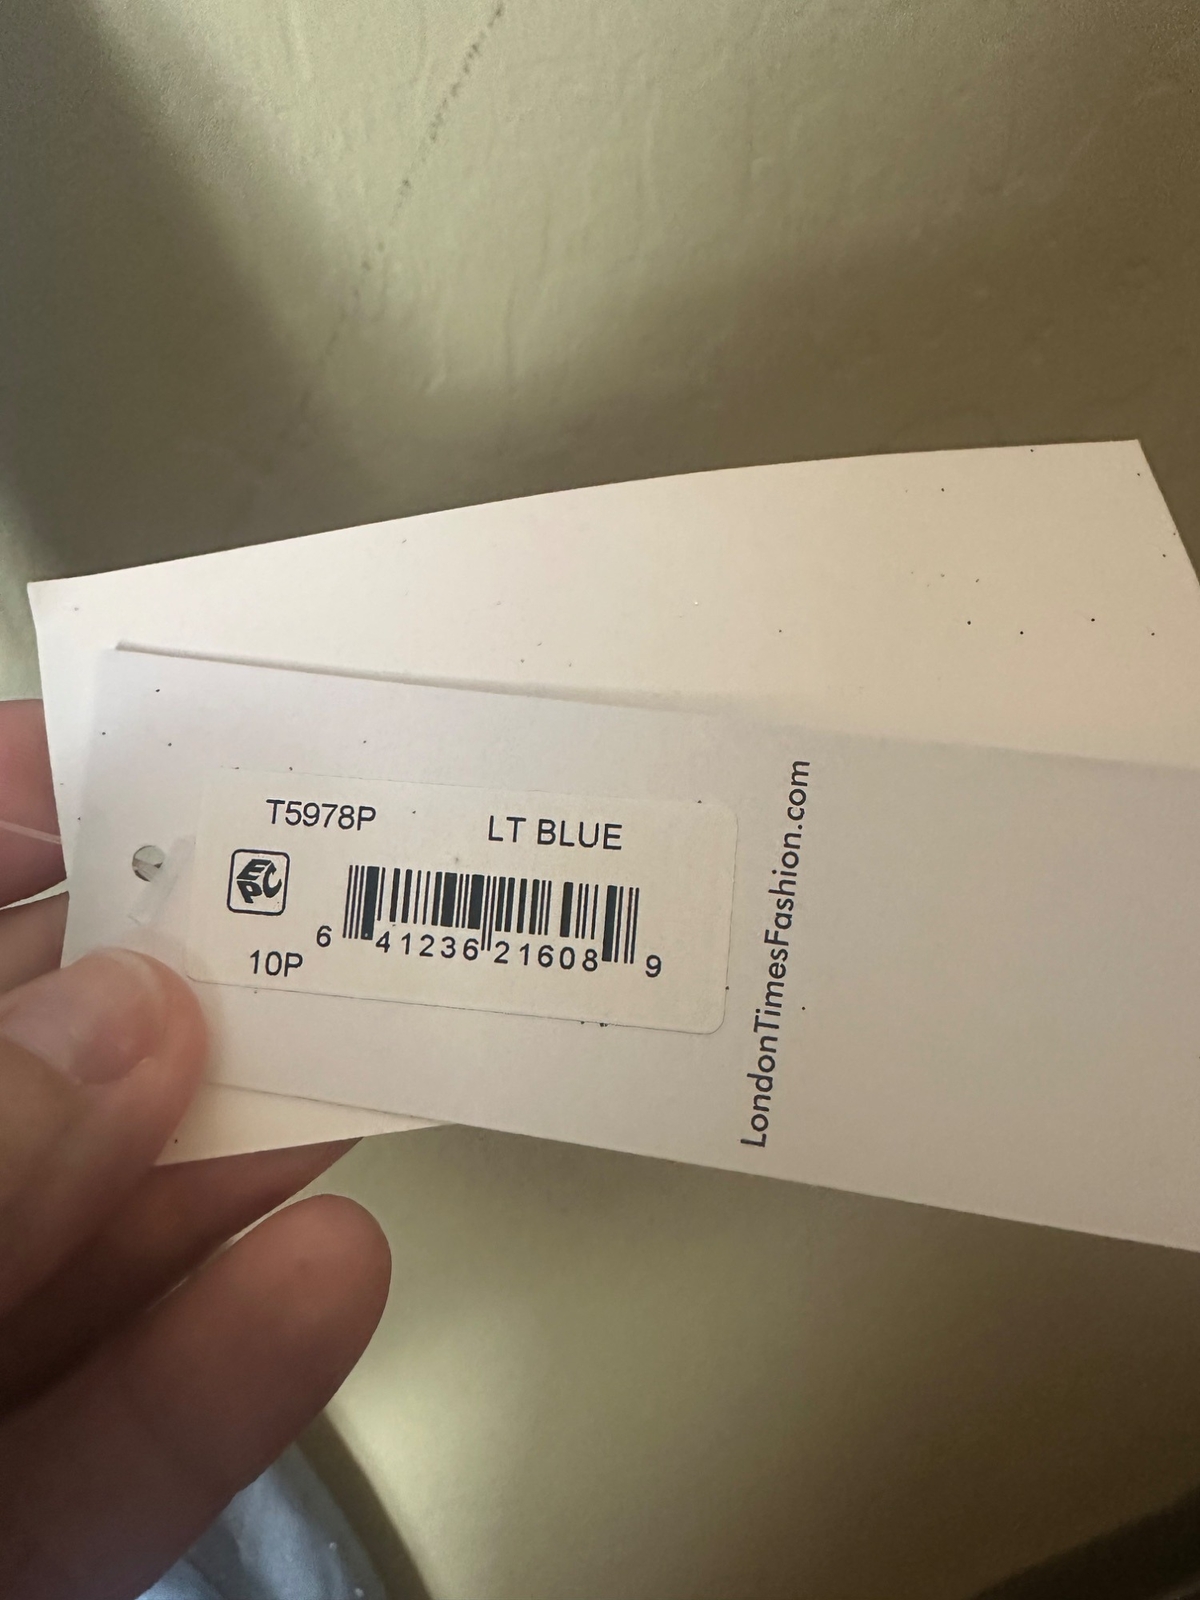 T5978P LT BLUE
EPC
6 41236 21608 9
10P
LondonTimesFashion.com